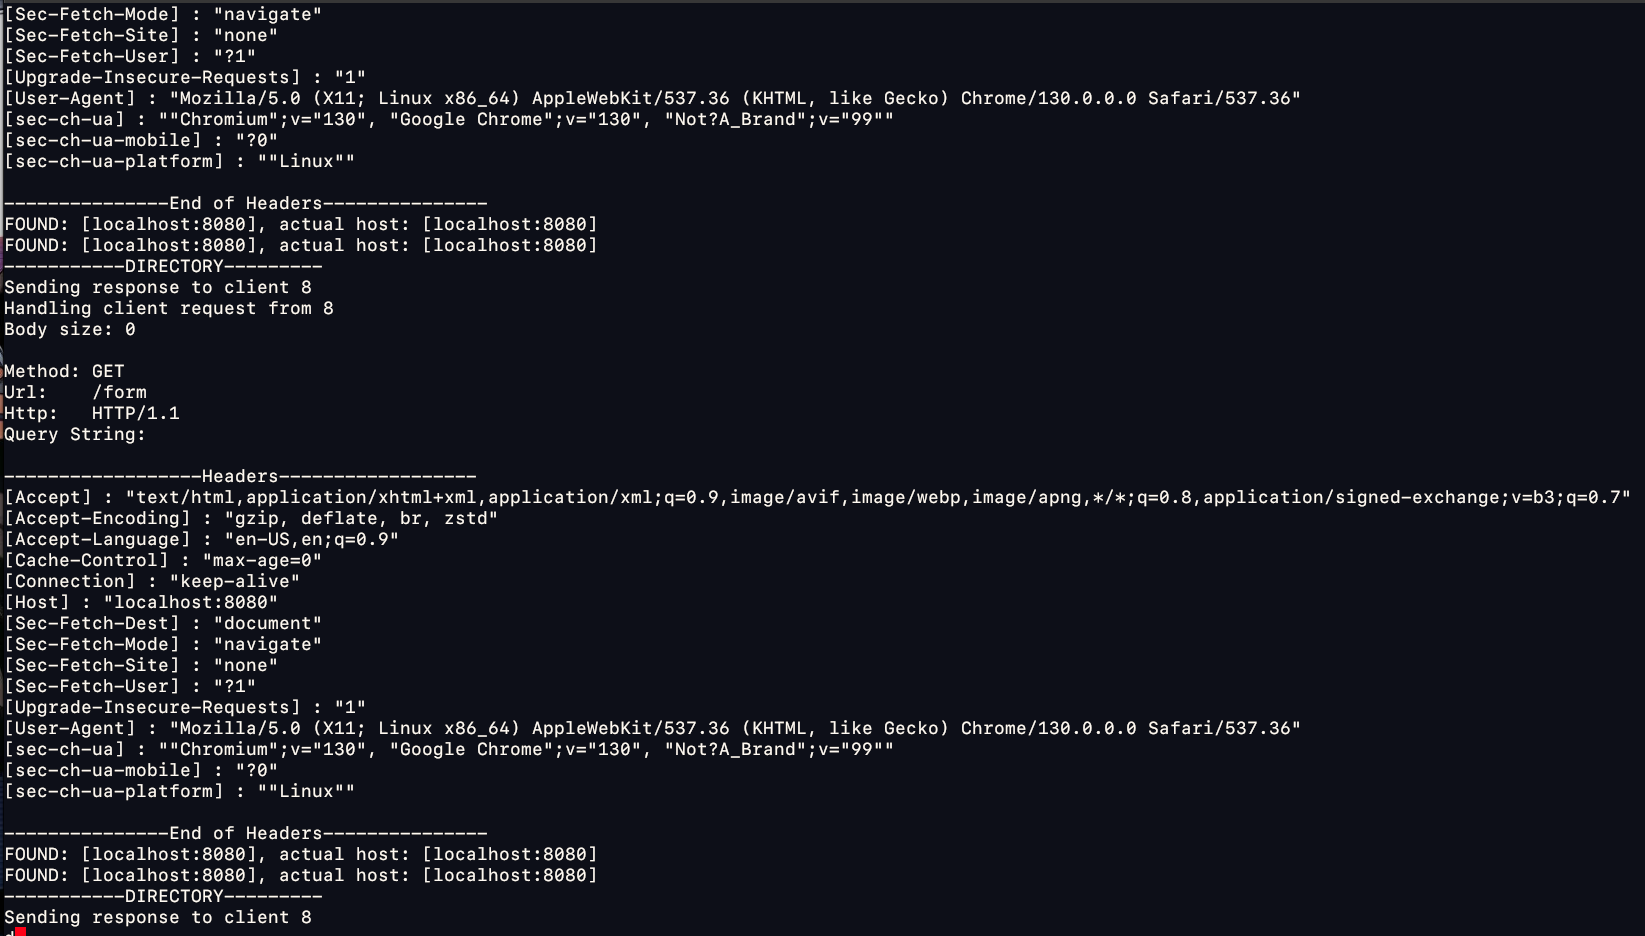 [Sec-Fetch-Mode] : "navigate"
[Sec-Fetch-Site] : "none"
[Sec-Fetch-User] : "?1"
[Upgrade-Insecure-Requests] : "1"
[User-Agent] : "Mozilla/5.0 (X11; Linux x86_64) AppleWebKit/537.36 (KHTML, like Gecko) Chrome/130.0.0.0 Safari/537.36"
[sec-ch-ua] : ""Chromium";v="130", "Google Chrome";v="130", "Not?A_Brand";v="99""
[sec-ch-ua-mobile] : "?0"
[sec-ch-ua-platform] : ""Linux""
---------------End of Headers---------------
FOUND: [localhost:8080], actual host: [localhost:8080]
FOUND: [localhost:8080], actual host: [localhost:8080]
-----------DIRECTORY---------
Sending response to client 8
Handling client request from 8
Body size: 0
Method: GET
Url:    /form
Http:   HTTP/1.1
Query String:
------------------Headers------------------
[Accept] : "text/html,application/xhtml+xml,application/xml;q=0.9,image/avif,image/webp,image/apng,*/*;q=0.8,application/signed-exchange;v=b3;q=0.7"
[Accept-Encoding] : "gzip, deflate, br, zstd"
[Accept-Language] : "en-US,en;q=0.9"
[Cache-Control] : "max-age=0"
[Connection] : "keep-alive"
[Host] : "localhost:8080"
[Sec-Fetch-Dest] : "document"
[Sec-Fetch-Mode] : "navigate"
[Sec-Fetch-Site] : "none"
[Sec-Fetch-User] : "?1"
[Upgrade-Insecure-Requests] : "1"
[User-Agent] : "Mozilla/5.0 (X11; Linux x86_64) AppleWebKit/537.36 (KHTML, like Gecko) Chrome/130.0.0.0 Safari/537.36"
[sec-ch-ua] : ""Chromium";v="130", "Google Chrome";v="130", "Not?A_Brand";v="99""
[sec-ch-ua-mobile] : "?0"
[sec-ch-ua-platform] : ""Linux""
---------------End of Headers---------------
FOUND: [localhost:8080], actual host: [localhost:8080]
FOUND: [localhost:8080], actual host: [localhost:8080]
-----------DIRECTORY---------
Sending response to client 8